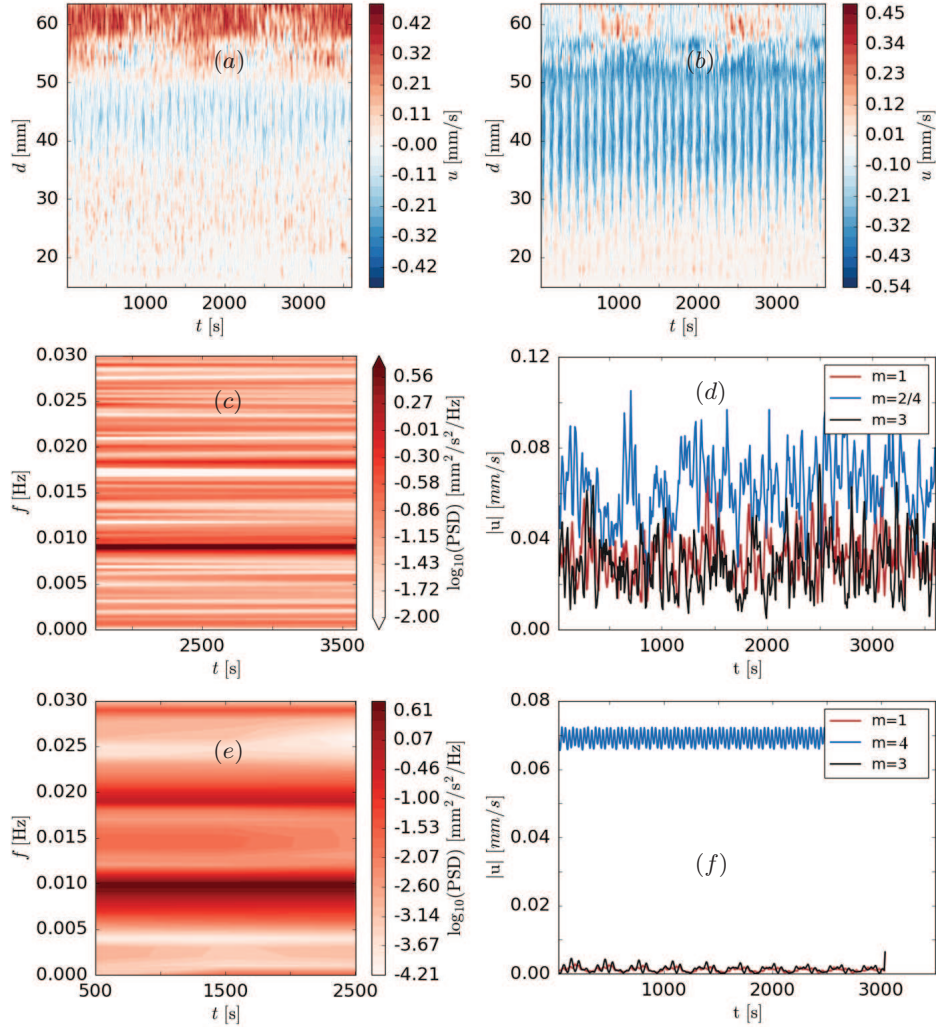 60
50
40
30
20
d [mm]
(a)
1000 2000 3000
t [s]
0.42
0.32
0.21
0.11
-0.00
-0.11
-0.21
-0.32
-0.42
u [mm/s]
60
50
40
30
20
d [mm]
(b)
1000 2000 3000
t [s]
0.45
0.34
0.23
0.12
0.01
-0.10
-0.21
-0.32
-0.43
-0.54
u [mm/s]
0.030
0.025
0.020
0.015
0.010
0.005
0.000
f [Hz]
(c)
2500 3500
t [s]
0.56
0.27
-0.01
-0.30
-0.58
-0.86
-1.15
-1.43
-1.72
-2.00
log₁₀(PSD) [mm²/s²/Hz]
0.12
0.08
0.04
0.00
|u| [mm/s]
(d)
m=1
m=2/4
m=3
0 1000 2000 3000
t [s]
0.030
0.025
0.020
0.015
0.010
0.005
0.000
f [Hz]
(e)
500 1500 2500
t [s]
0.61
0.07
-0.46
-1.00
-1.53
-2.07
-2.60
-3.14
-3.67
-4.21
log₁₀(PSD) [mm²/s²/Hz]
0.08
0.06
0.04
0.02
0.00
|u| [mm/s]
(f)
m=1
m=4
m=3
0 1000 2000 3000
t [s]